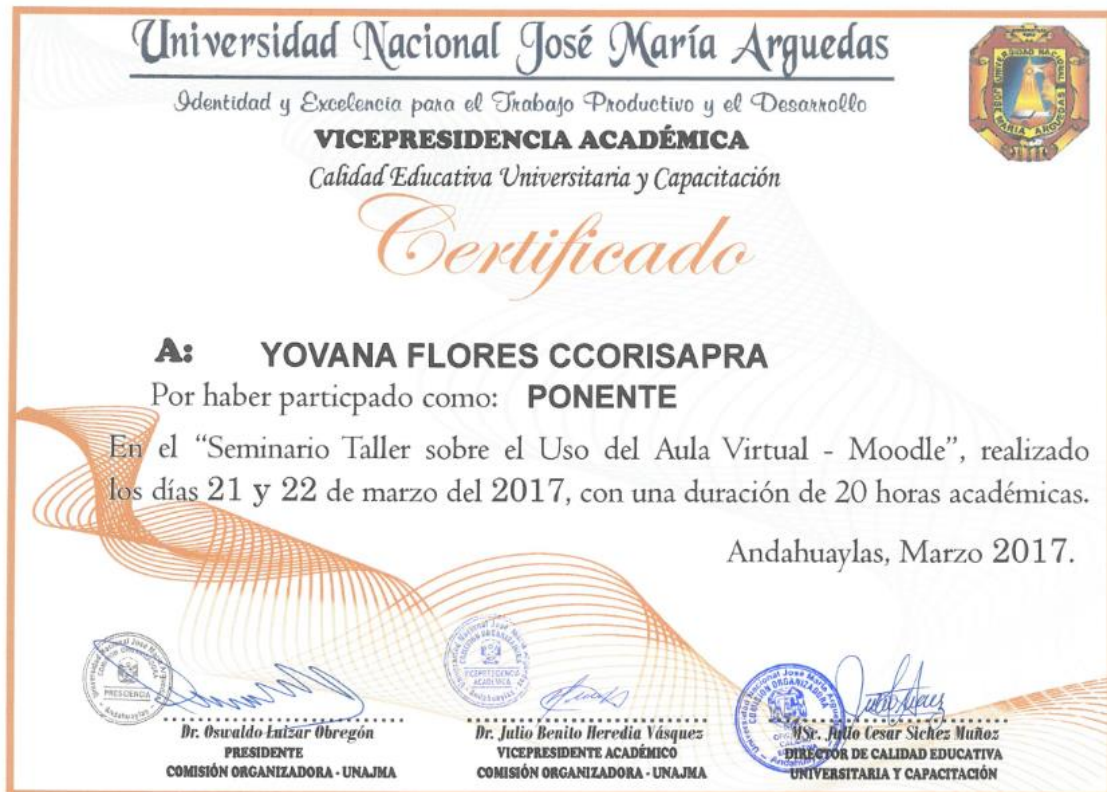 Universidad Nacional José María Arguedas
Identidad y Excelencia para el Trabajo Productivo y el Desarrollo
VICEPRESIDENCIA ACADÉMICA
Calidad Educativa Universitaria y Capacitación
Certificado
A: YOVANA FLORES CCORISAPRA
Por haber particpado como: PONENTE
En el “Seminario Taller sobre el Uso del Aula Virtual - Moodle”, realizado
los días 21 y 22 de marzo del 2017, con una duración de 20 horas académicas.
Andahuaylas, Marzo 2017.
Dr. Oswaldo Luizar Obregón
PRESIDENTE
COMISIÓN ORGANIZADORA - UNAJMA
Dr. Julio Benito Heredia Vásquez
VICEPRESIDENTE ACADÉMICO
COMISIÓN ORGANIZADORA - UNAJMA
MSc. Julio Cesar Sichez Muñoz
DIRECTOR DE CALIDAD EDUCATIVA
UNIVERSITARIA Y CAPACITACIÓN